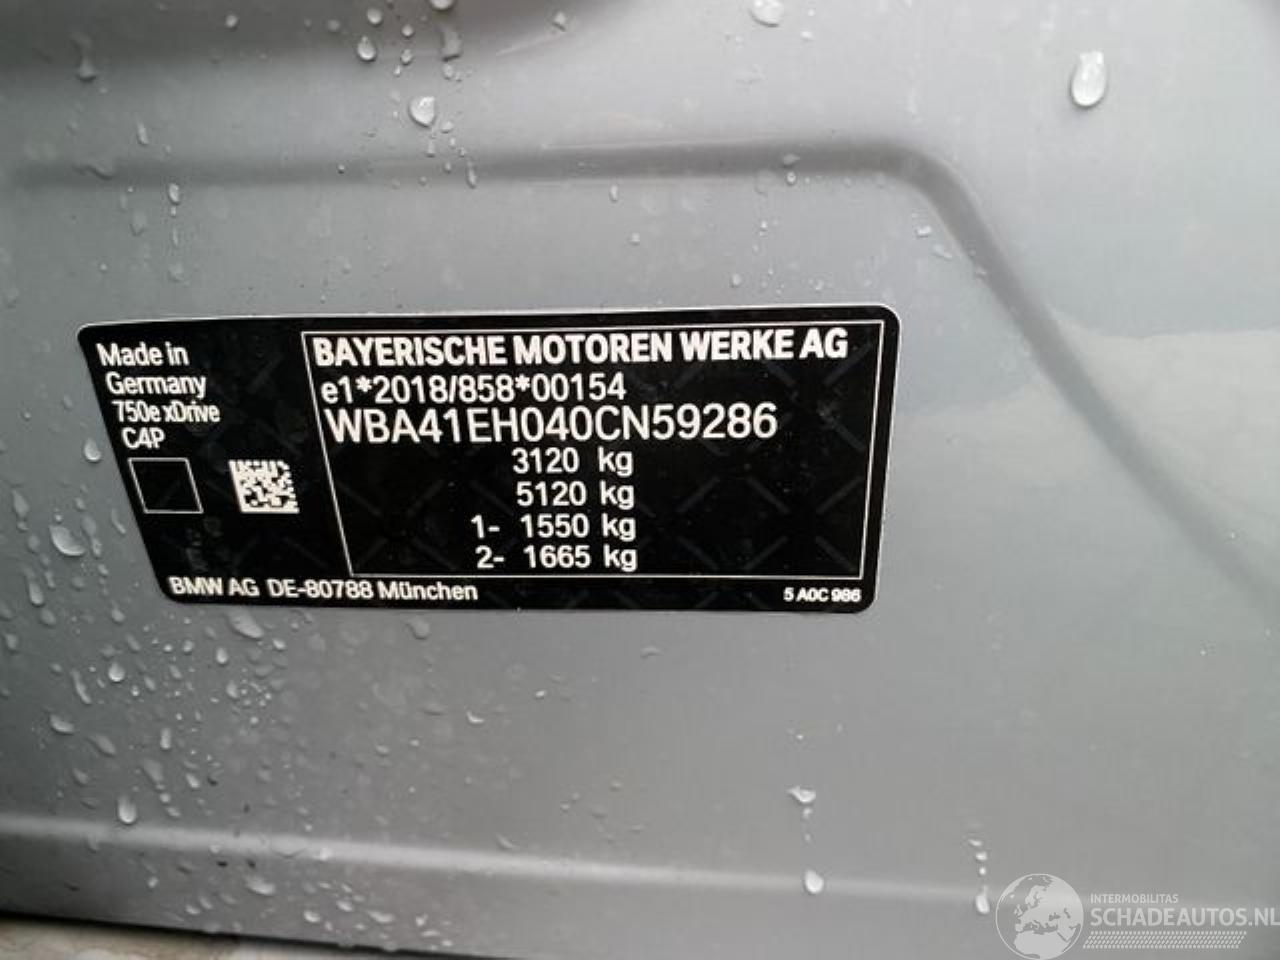 Made in
Germany
750e xDrive
C4P
BAYERISCHE MOTOREN WERKE AG
e1*2018/858*00154
WBA41EH040CN59286
3120 kg
5120 kg
1- 1550 kg
2- 1665 kg
BMW AG DE-80788 München
5 A0C 986
INTERMOBILITAS
SCHADEAUTOS.NL